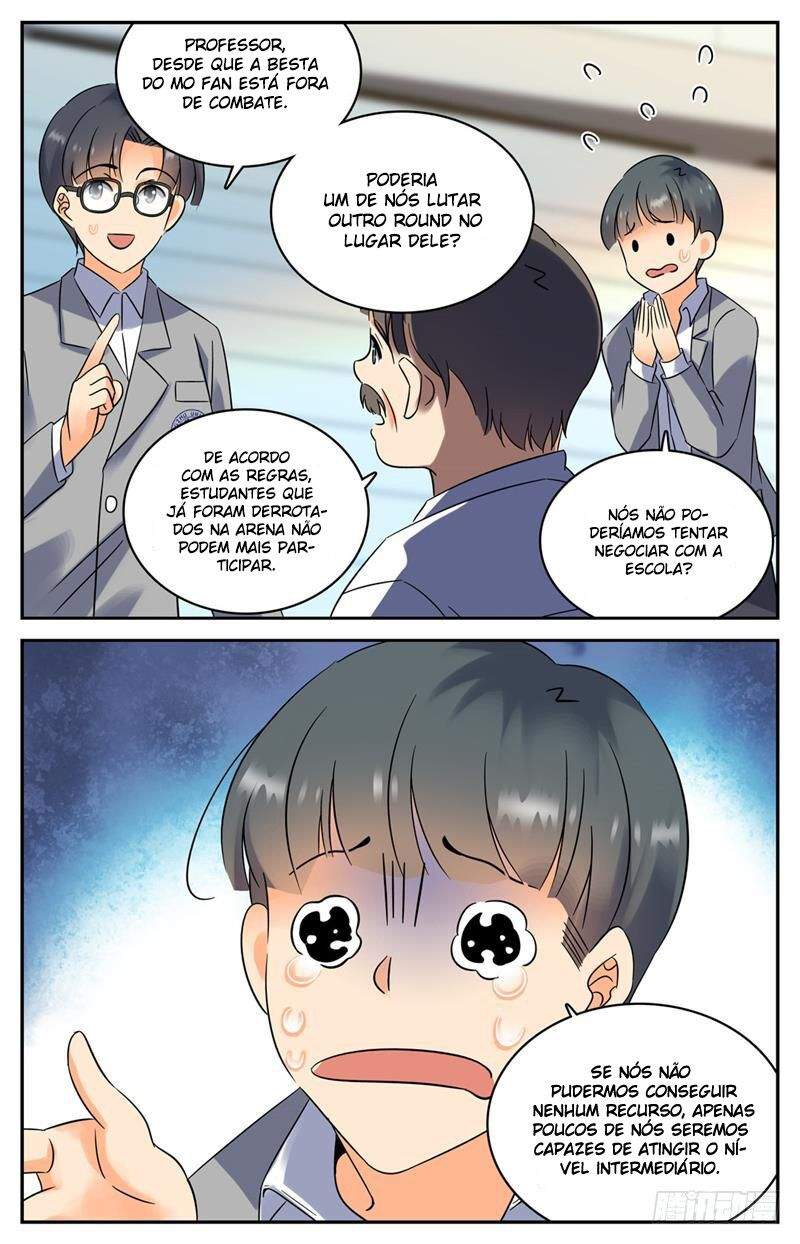 PROFESSOR,
DESDE QUE A BESTA
DO MO FAN ESTÁ FORA
DE COMBATE.
PODERIA
UM DE NÓS LUTAR
OUTRO ROUND NO
LUGAR DELE?
DE ACORDO
COM AS REGRAS,
ESTUDANTES QUE
JÁ FORAM DERROTA-
DOS NA ARENA NÃO
PODEM MAIS PAR-
TICIPAR.
NÓS NÃO PO-
DERÍAMOS TENTAR
NEGOCIAR COM A
ESCOLA?
SE NÓS NÃO
PUDERMOS CONSEGUIR
NENHUM RECURSO, APENAS
POUCOS DE NÓS SEREMOS
CAPAZES DE ATINGIR O NÍ-
VEL INTERMEDIÁRIO.